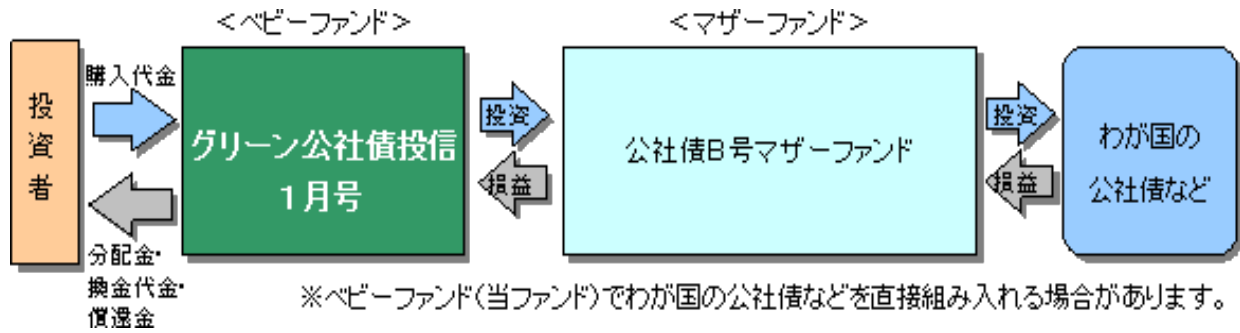 <ベビーファンド>
<マザーファンド>
投資者
購入代金
分配金・
換金代金・
償還金
グリーン公社債投信
1月号
投資
損益
公社債B号マザーファンド
投資
損益
わが国の
公社債など
※ベビーファンド(当ファンド)でわが国の公社債などを直接組み入れる場合があります。